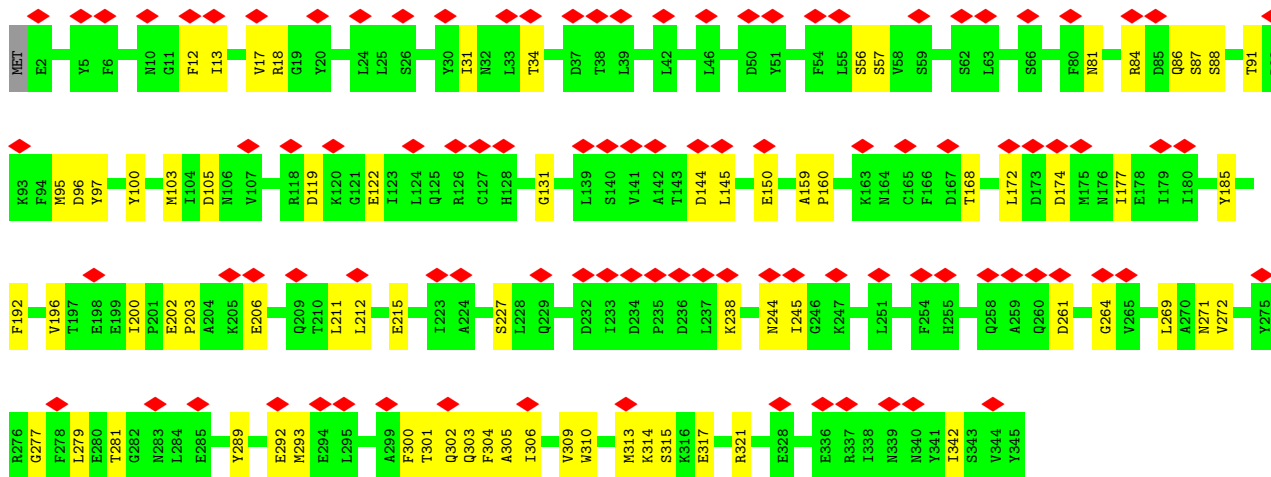 MET E2 Y5 F6 N10 G11 F12 I13 V17 R18 G19 Y20 L24 L25 S26 Y30 I31 N32 L33 T34 D37 T38 L39 L42 L46 D50 Y51 F54 L55 S56 S57 V58 S59 S62 L63 S66 F80 N81 R84 D85 Q86 S87 S88 T91
K93 F94 M95 D96 Y97 Y100 M103 I104 D105 N106 V107 R118 D119 K120 G121 E122 I123 L124 Q125 R126 C127 H128 G131 L139 S140 V141 A142 T143 D144 L145 E150 A159 P160 K163 N164 C165 F166 D167 T168 L172 D173 D174 M175 N176 I177 E178 I179 I180 Y185
F192 V196 T197 E198 E199 I200 P201 E202 P203 A204 K205 E206 Q209 T210 L211 L212 E215 I223 A224 S227 L228 Q229 D232 I233 D234 P235 D236 L237 K238 N244 I245 G246 K247 L251 F254 H255 Q258 A259 Q260 D261 G264 V265 L269 A270 N271 V272 Y275
R276 G277 F278 L279 E280 T281 G282 N283 L284 E285 Y289 E292 M293 E294 L295 A299 F300 T301 Q302 Q303 F304 A305 I306 V309 W310 M313 K314 S315 K316 E317 R321 E328 E336 R337 I338 N339 N340 Y341 I342 S343 V344 Y345